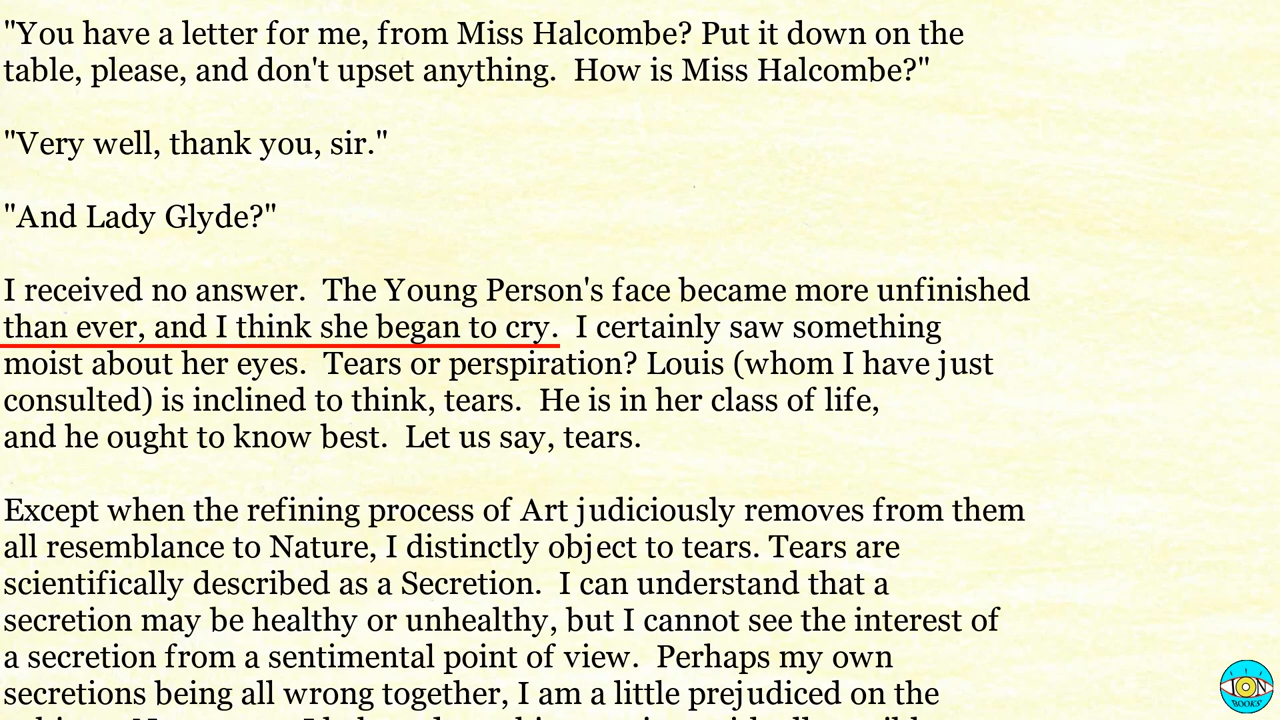 "You have a letter for me, from Miss Halcombe? Put it down on the
table, please, and don't upset anything.  How is Miss Halcombe?"
"Very well, thank you, sir."
"And Lady Glyde?"
I received no answer.  The Young Person's face became more unfinished
than ever, and I think she began to cry.  I certainly saw something
moist about her eyes.  Tears or perspiration? Louis (whom I have just
consulted) is inclined to think, tears.  He is in her class of life,
and he ought to know best.  Let us say, tears.
Except when the refining process of Art judiciously removes from them
all resemblance to Nature, I distinctly object to tears. Tears are
scientifically described as a Secretion.  I can understand that a
secretion may be healthy or unhealthy, but I cannot see the interest of
a secretion from a sentimental point of view.  Perhaps my own
secretions being all wrong together, I am a little prejudiced on the
ION
BOOKS